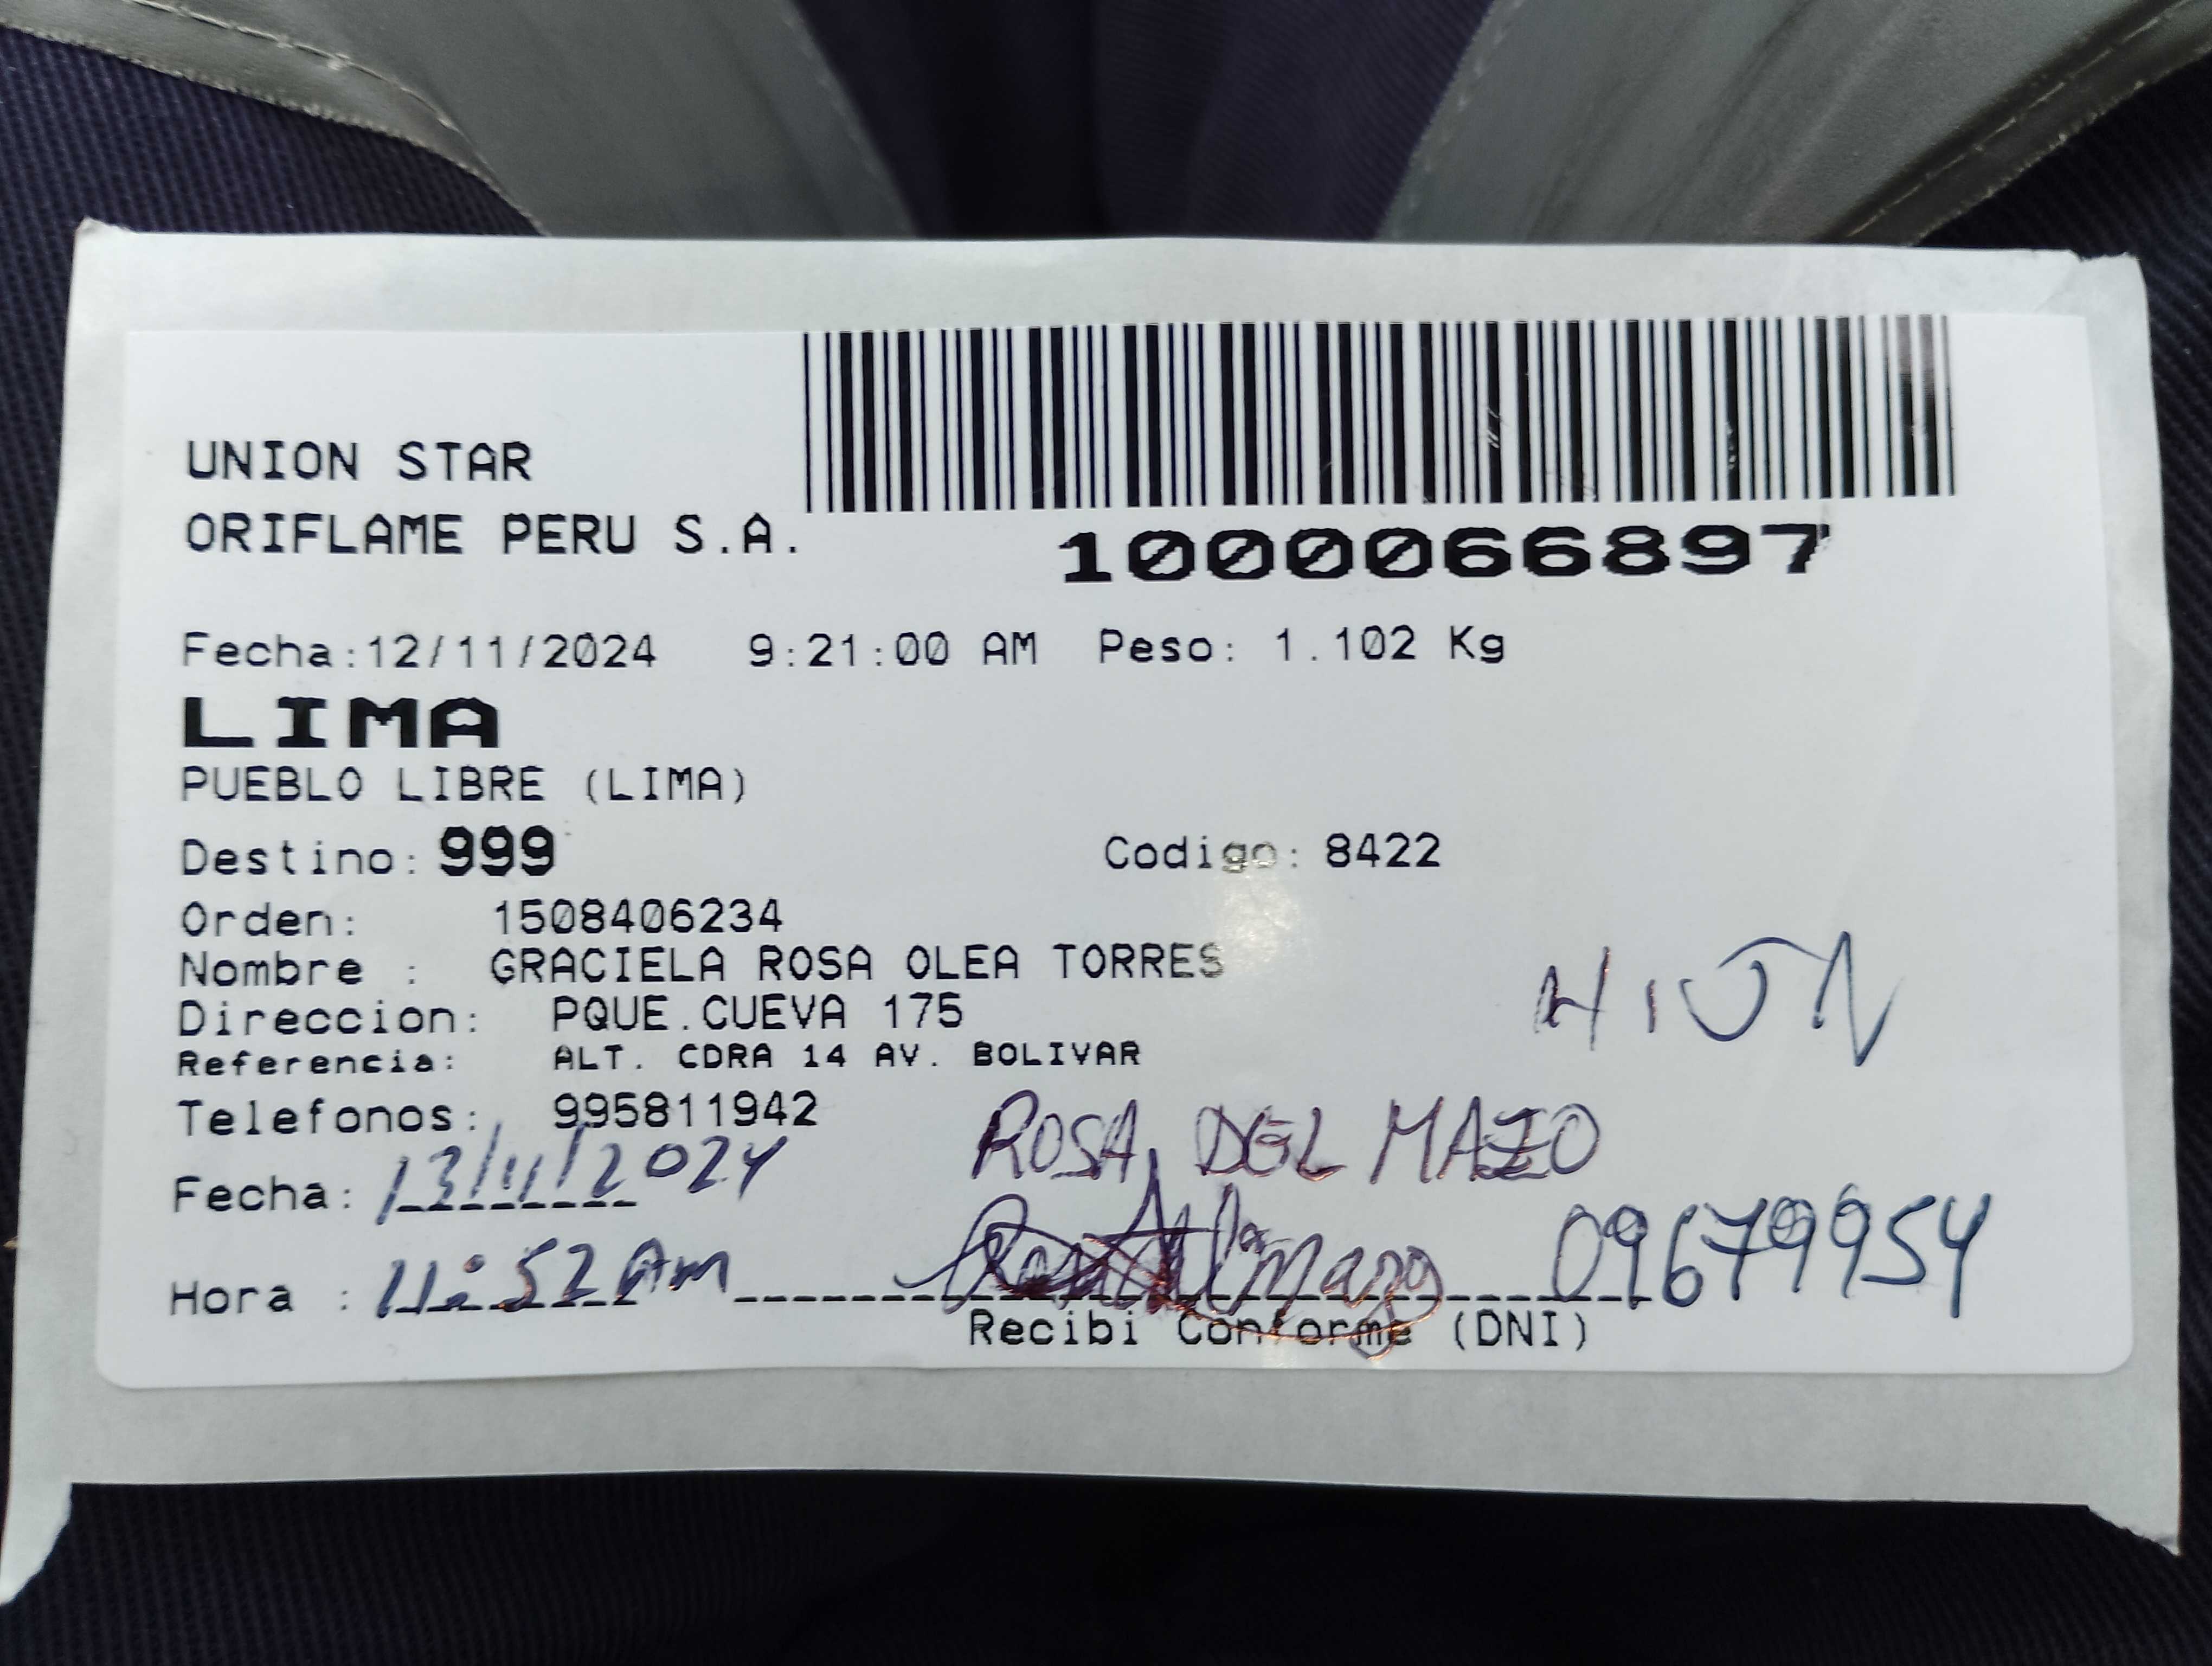 UNION STAR
ORIFLAME PERU S.A.
1000066897
Fecha:12/11/2024 9:21:00 AM Peso: 1.102 Kg
LIMA
PUEBLO LIBRE (LIMA)
Destino: 999 Codigo: 8422
Orden: 1508406234
Nombre : GRACIELA ROSA OLEA TORRES
Direccion: PQUE.CUEVA 175
Referencia: ALT. CDRA 14 AV. BOLIVAR
Telefonos: 995811942
ROSA DEL MAZO
Fecha: 13/11/2024
Hora : 11:52 Am 09679954
Recibi Conforme (DNI)